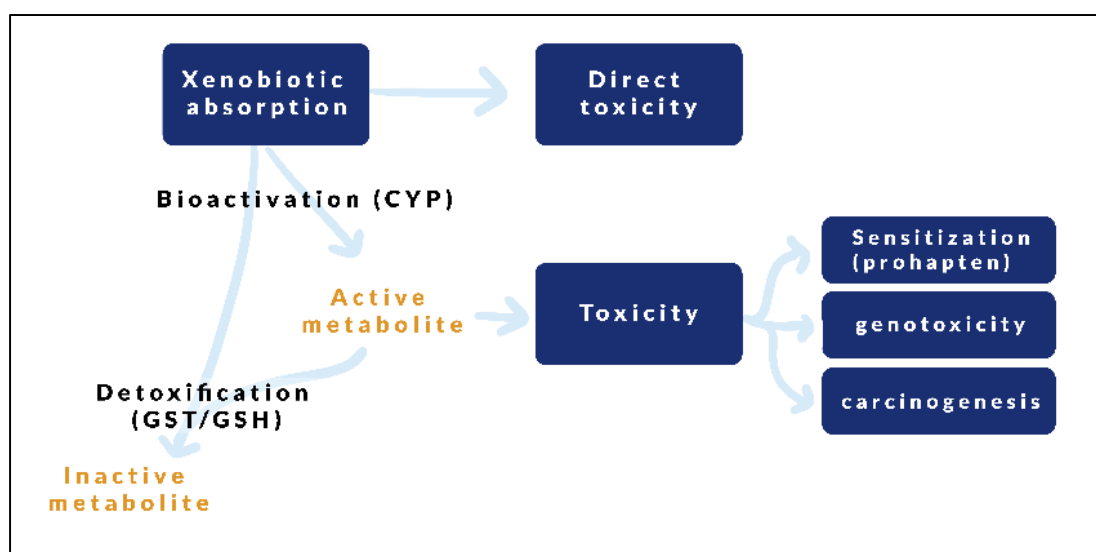 Xenobiotic
absorption
Direct
toxicity
Bioactivation (CYP)
Active
metabolite
Toxicity
Sensitization
(prohapten)
genotoxicity
carcinogenesis
Detoxification
(GST/GSH)
Inactive
metabolite